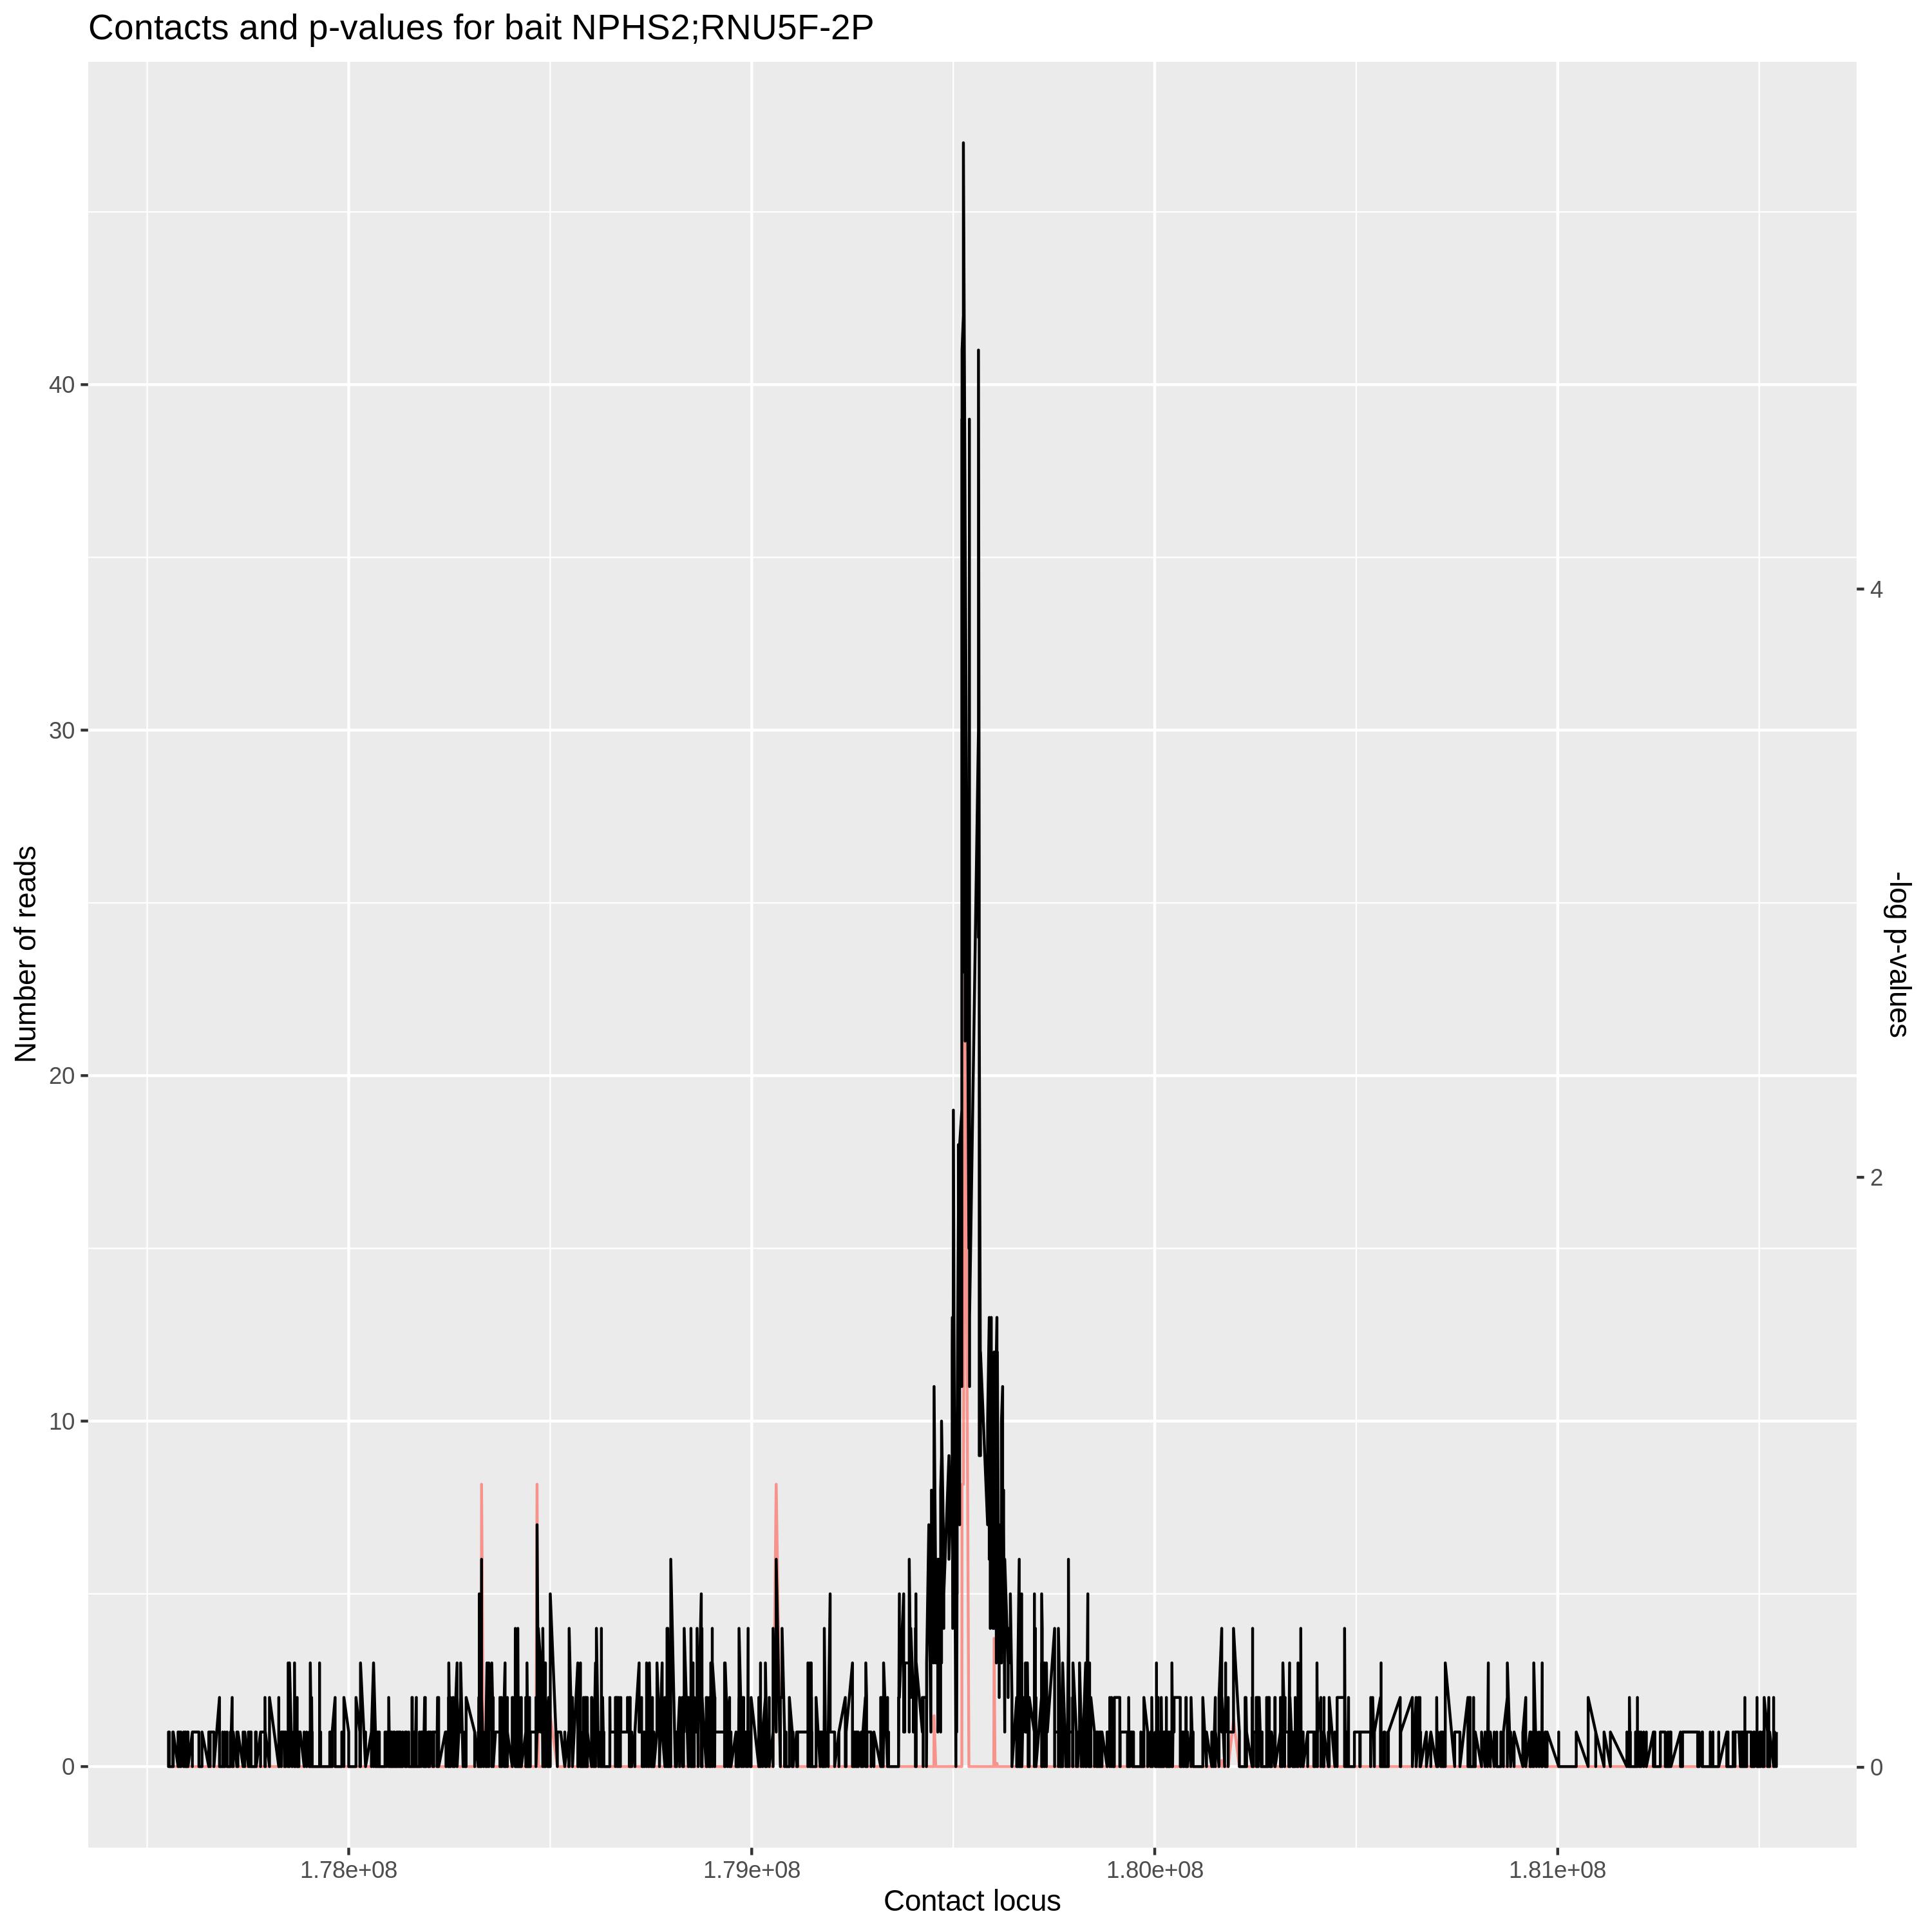 Contacts and p-values for bait NPHS2;RNU5F-2P
40
30
20
10
0
Number of reads
4
2
0
-log p-values
1.78e+08
1.79e+08
1.80e+08
1.81e+08
Contact locus